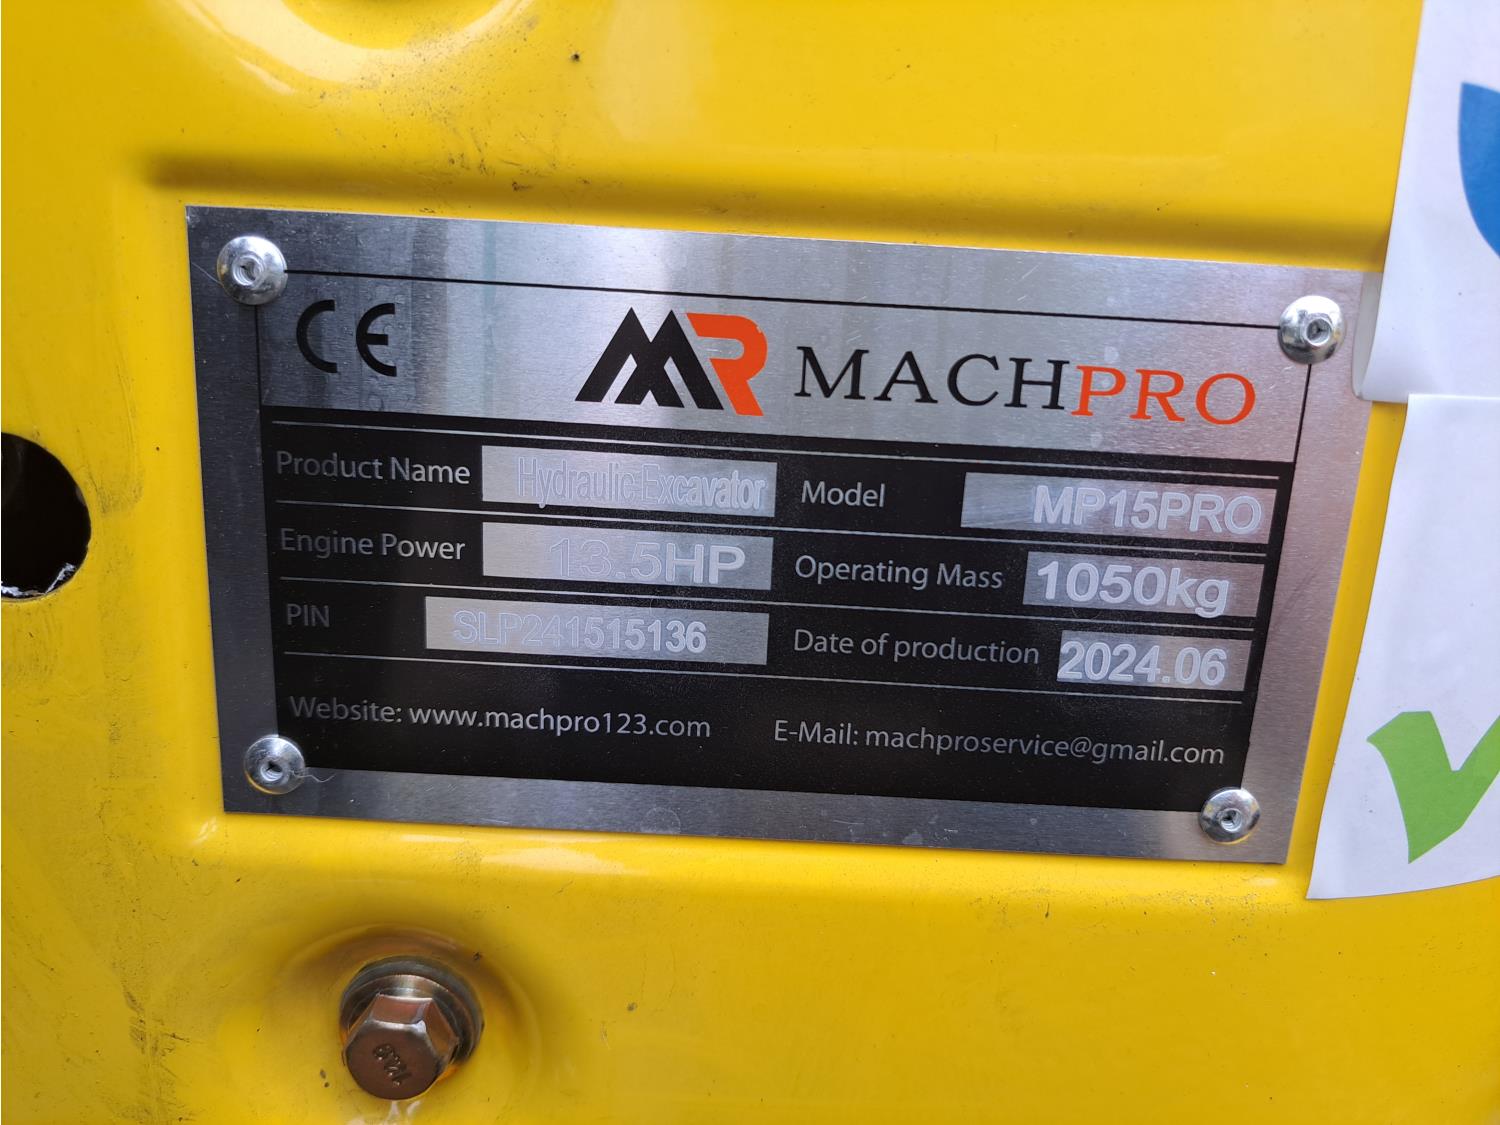 CE MR MACHPRO
Product Name Hydraulic Excavator Model MP15PRO
Engine Power 13.5HP Operating Mass 1050kg
PIN SLP241515136 Date of production 2024.06
Website: www.machpro123.com E-Mail: machproservice@gmail.com